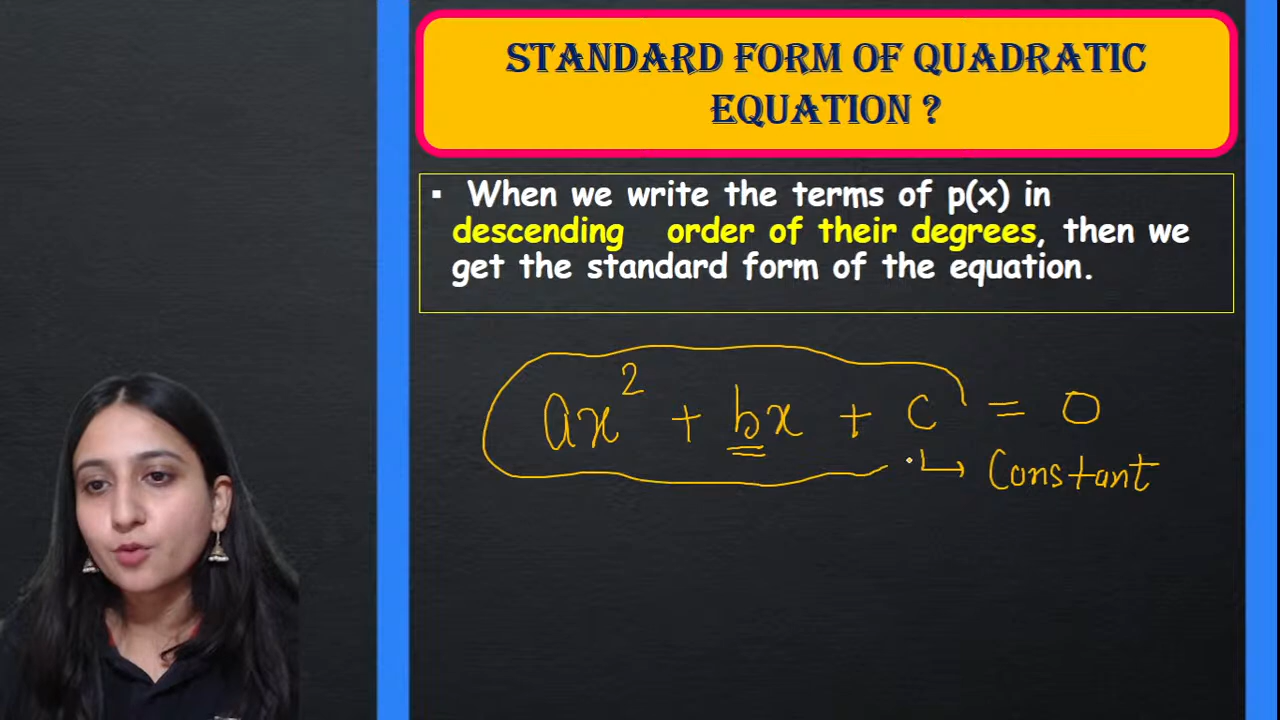 STANDARD FORM OF QUADRATIC
EQUATION ?
▪ When we write the terms of p(x) in
descending order of their degrees, then we
get the standard form of the equation.
ax² + bx + c = 0
Constant